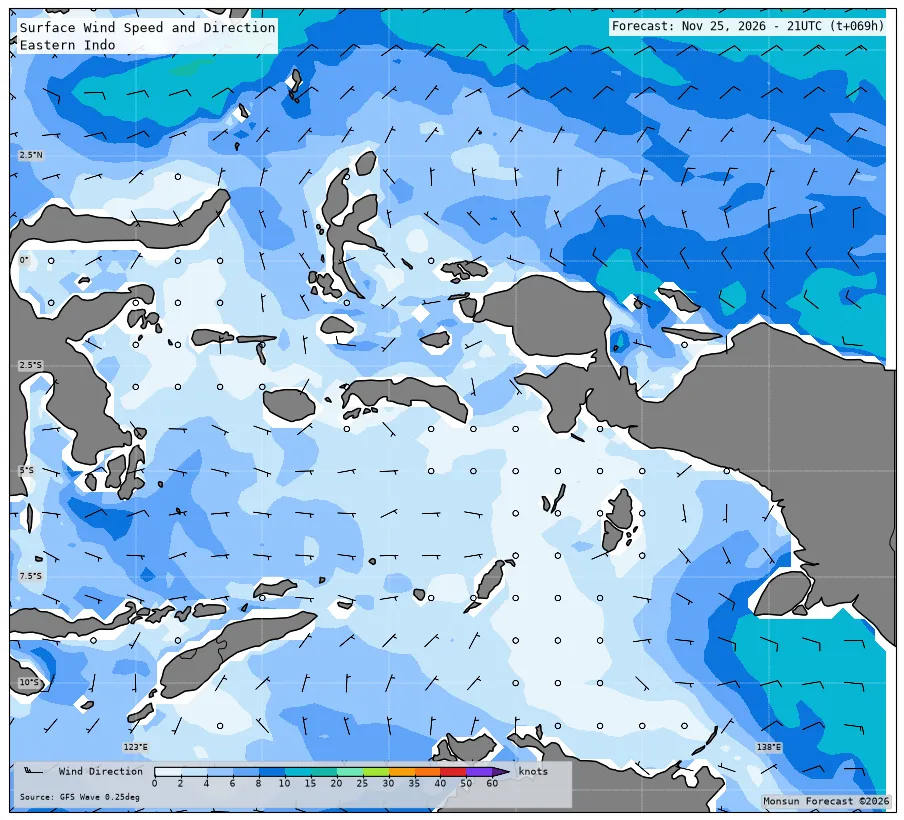 Surface Wind Speed and Direction
Eastern Indo
Forecast: Nov 25, 2026 - 21UTC (t+069h)
2.5°N
0°
2.5°S
5°S
7.5°S
10°S
123°E
138°E
Wind Direction
0 2 4 6 8 10 15 20 25 30 35 40 50 60
knots
Source: GFS Wave 0.25deg
Monsun Forecast ©2026